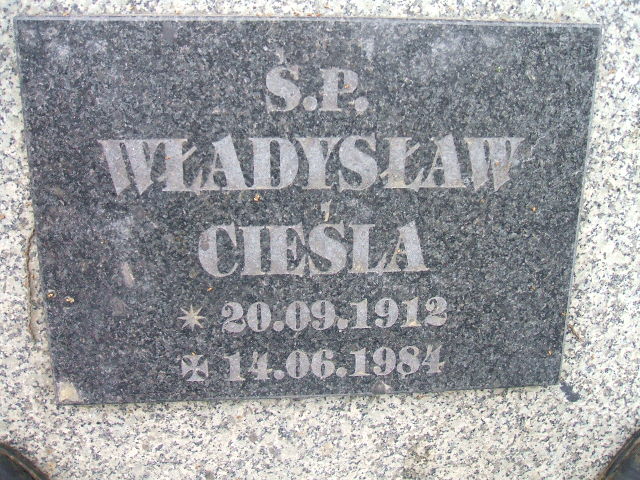 Ś.P.
WŁADYSŁAW
CIEŚLA
20.09.1912
14.06.1984